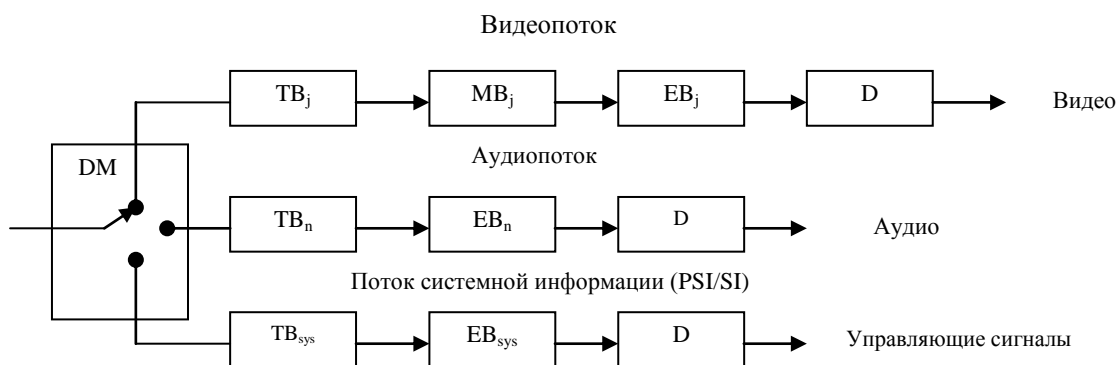 Видеопоток
TBj
MBj
EBj
D
Видео
Аудиопоток
DM
TBn
EBn
D
Аудио
Поток системной информации (PSI/SI)
TBsys
EBsys
D
Управляющие сигналы